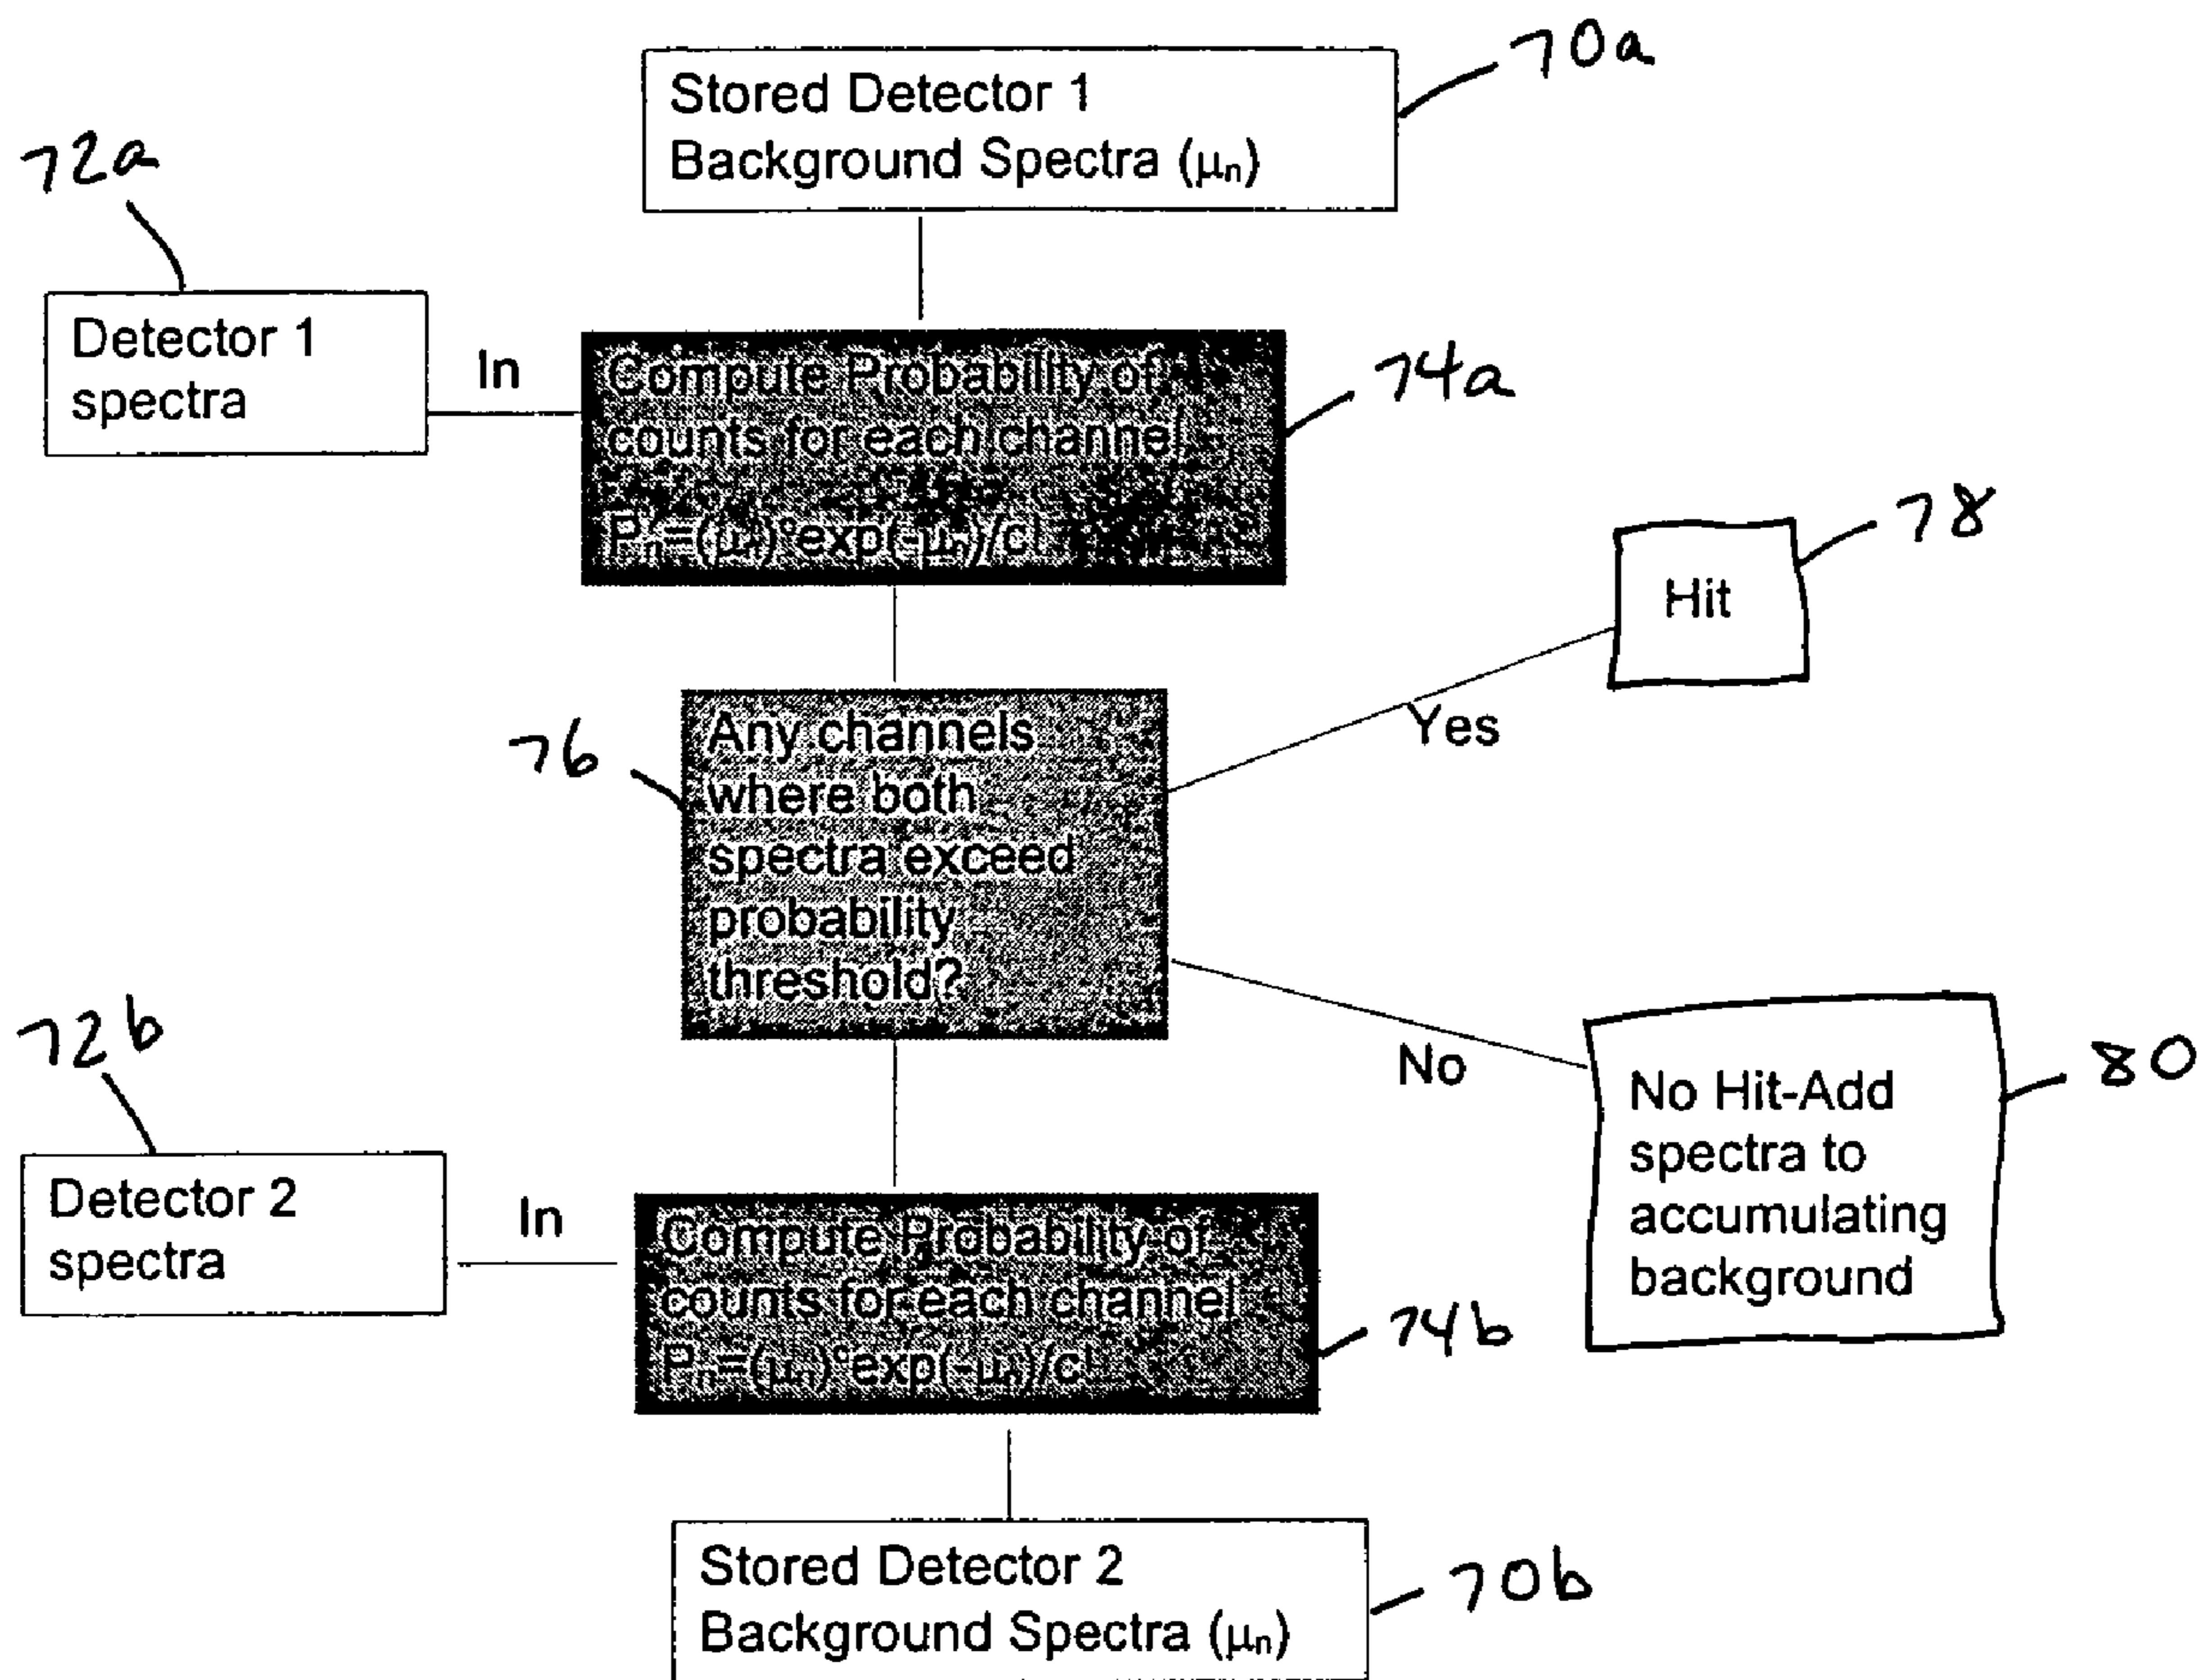 70a
Stored Detector 1
Background Spectra (μn)
72a
Detector 1
spectra
In
Compute Probability of
counts for each channel
Pn=(μn)^c exp(-μn)/c!
74a
78
Hit
Yes
76
Any channels
where both
spectra exceed
probability
threshold?
No
80
No Hit-Add
spectra to
accumulating
background
72b
Detector 2
spectra
In
Compute Probability of
counts for each channel
Pn=(μn)^c exp(-μn)/c!
74b
Stored Detector 2
Background Spectra (μn)
70b